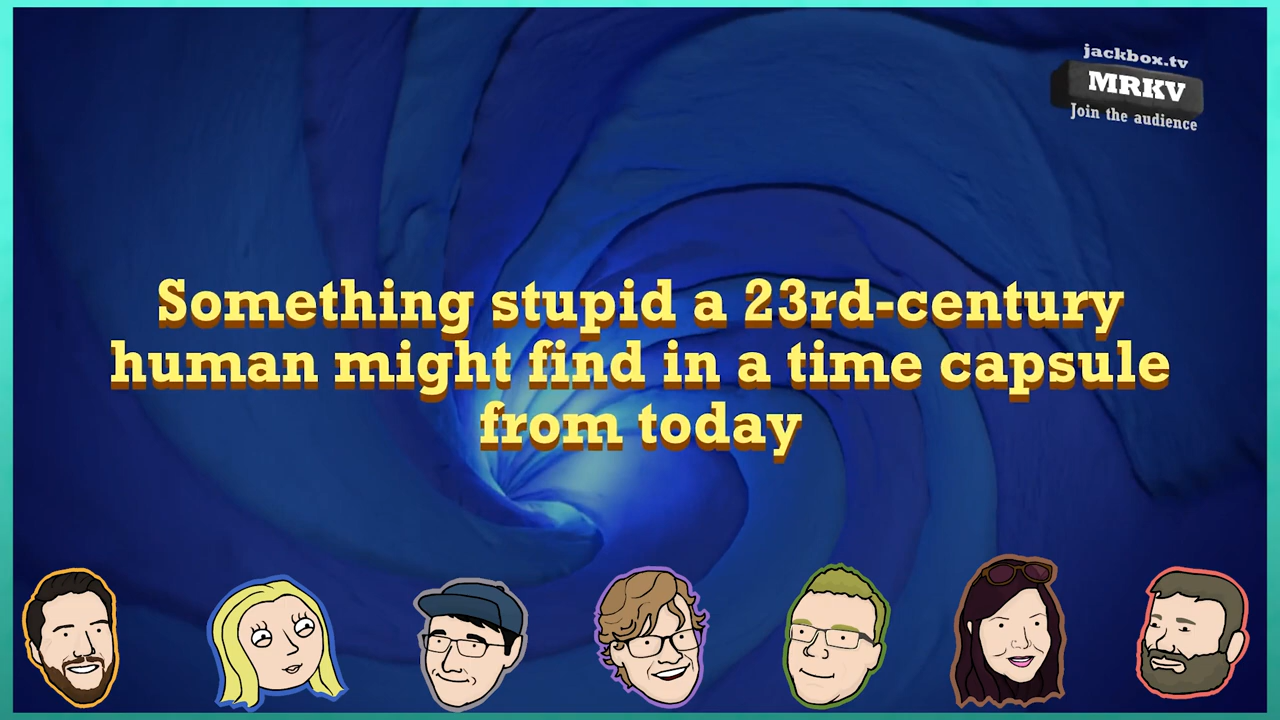 jackbox.tv
MRKV
Join the audience
Something stupid a 23rd-century
human might find in a time capsule
from today